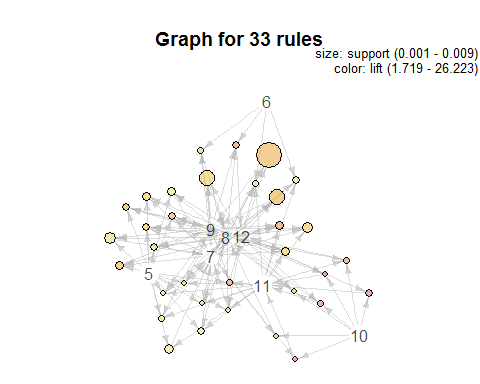 Graph for 33 rules
size: support (0.001 - 0.009)
color: lift (1.719 - 26.223)
6
9
8 12
7
5
11
10